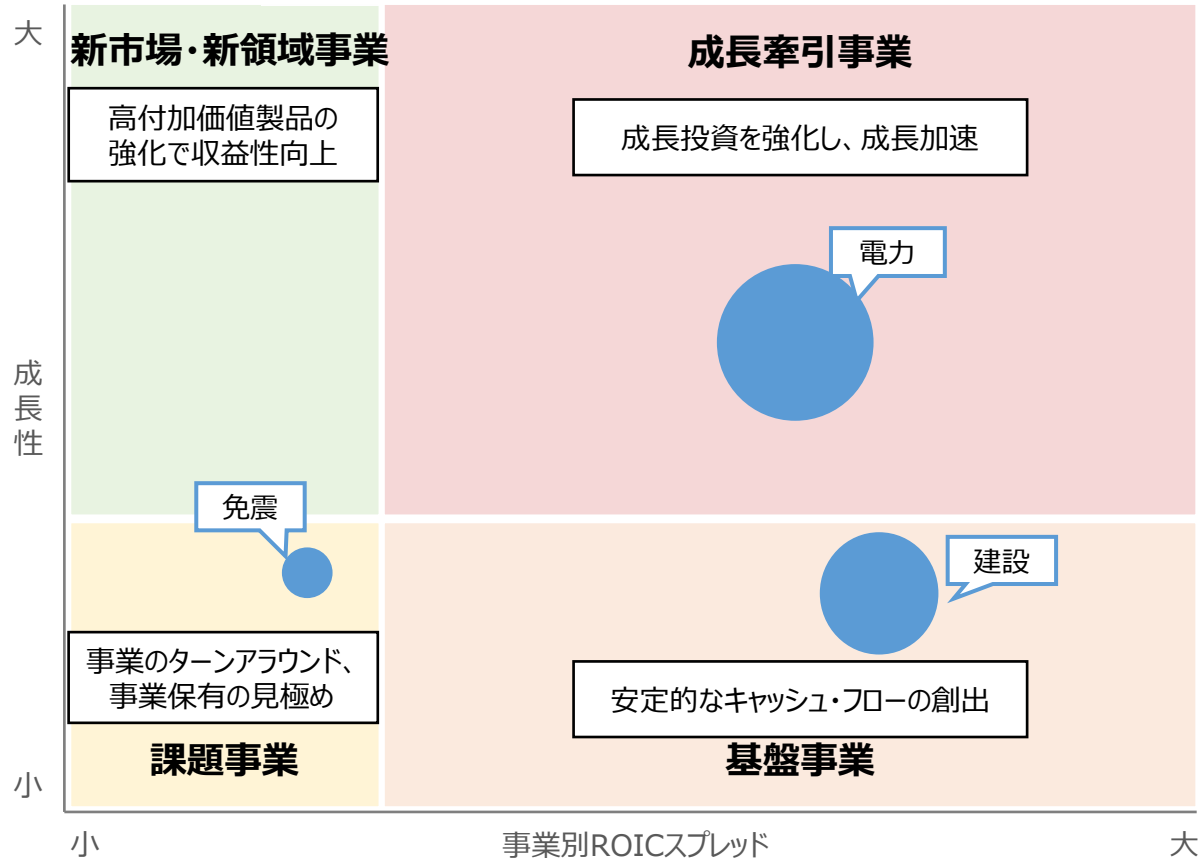 大
新市場・新領域事業
高付加価値製品の
強化で収益性向上
成長牽引事業
成長投資を強化し、成長加速
電力
成長性
免震
建設
事業のターンアラウンド、
事業保有の見極め
課題事業
安定的なキャッシュ・フローの創出
基盤事業
小
小
事業別ROICスプレッド
大